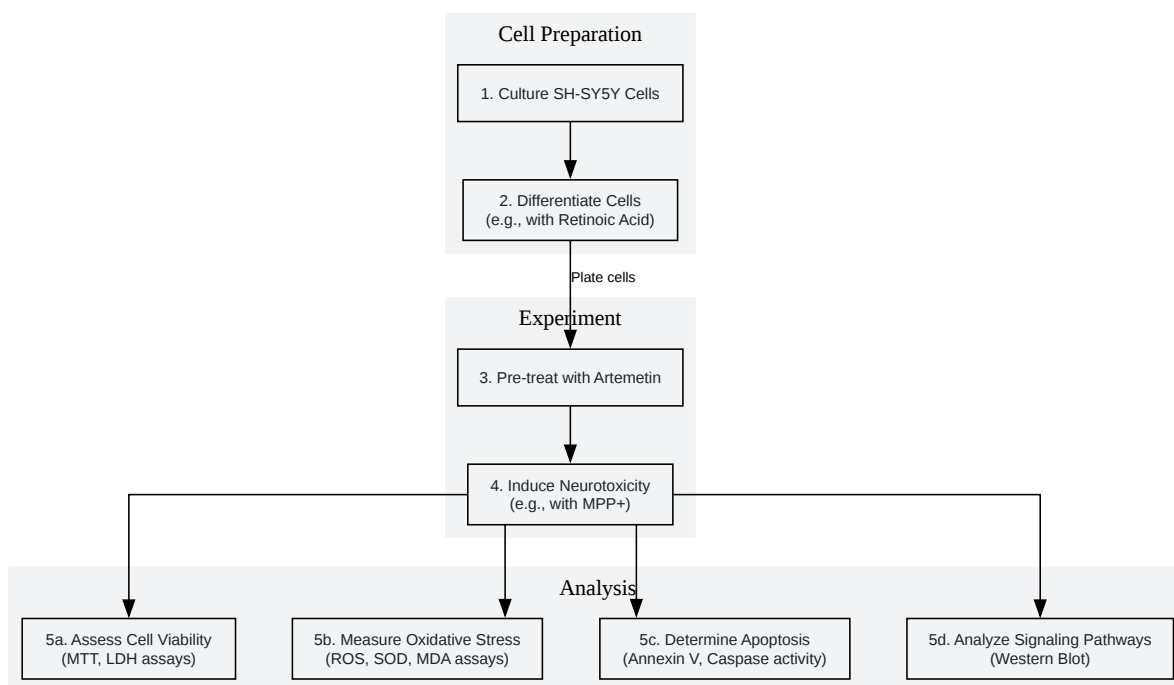 Cell Preparation
1. Culture SH-SY5Y Cells
2. Differentiate Cells
(e.g., with Retinoic Acid)
Plate cells
Experiment
3. Pre-treat with Artemetin
4. Induce Neurotoxicity
(e.g., with MPP+)
Analysis
5a. Assess Cell Viability
(MTT, LDH assays)
5b. Measure Oxidative Stress
(ROS, SOD, MDA assays)
5c. Determine Apoptosis
(Annexin V, Caspase activity)
5d. Analyze Signaling Pathways
(Western Blot)